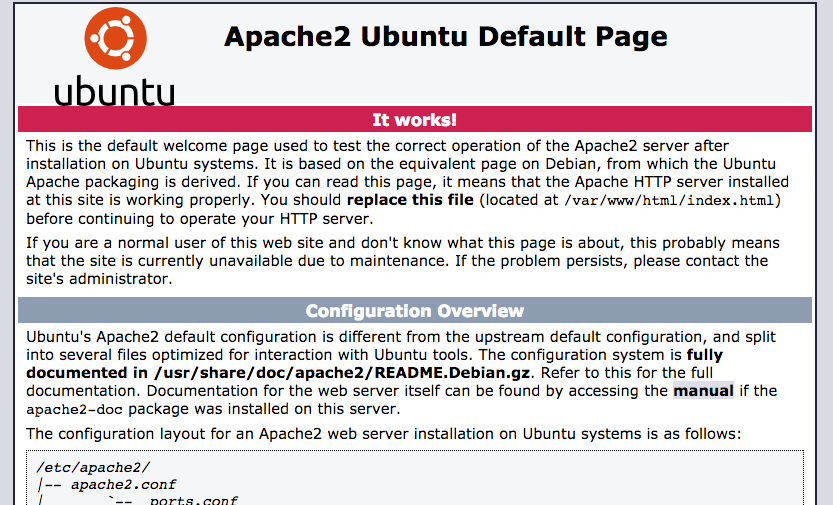 Apache2 Ubuntu Default Page
ubuntu
It works!
This is the default welcome page used to test the correct operation of the Apache2 server after
installation on Ubuntu systems. It is based on the equivalent page on Debian, from which the Ubuntu
Apache packaging is derived. If you can read this page, it means that the Apache HTTP server installed
at this site is working properly. You should replace this file (located at /var/www/html/index.html)
before continuing to operate your HTTP server.
If you are a normal user of this web site and don't know what this page is about, this probably means
that the site is currently unavailable due to maintenance. If the problem persists, please contact the
site's administrator.
Configuration Overview
Ubuntu's Apache2 default configuration is different from the upstream default configuration, and split
into several files optimized for interaction with Ubuntu tools. The configuration system is fully
documented in /usr/share/doc/apache2/README.Debian.gz. Refer to this for the full
documentation. Documentation for the web server itself can be found by accessing the manual if the
apache2-doc package was installed on this server.
The configuration layout for an Apache2 web server installation on Ubuntu systems is as follows:
/etc/apache2/
|-- apache2.conf
|       `--  ports.conf